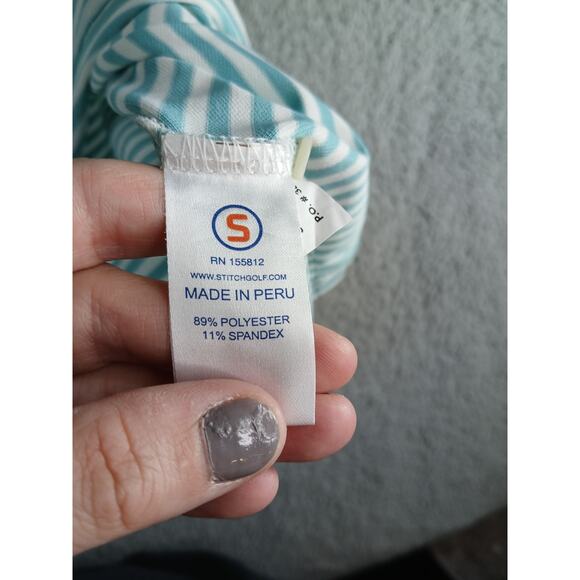 S
RN 155812
WWW.STITCHGOLF.COM
MADE IN PERU
89% POLYESTER
11% SPANDEX
P.O. #